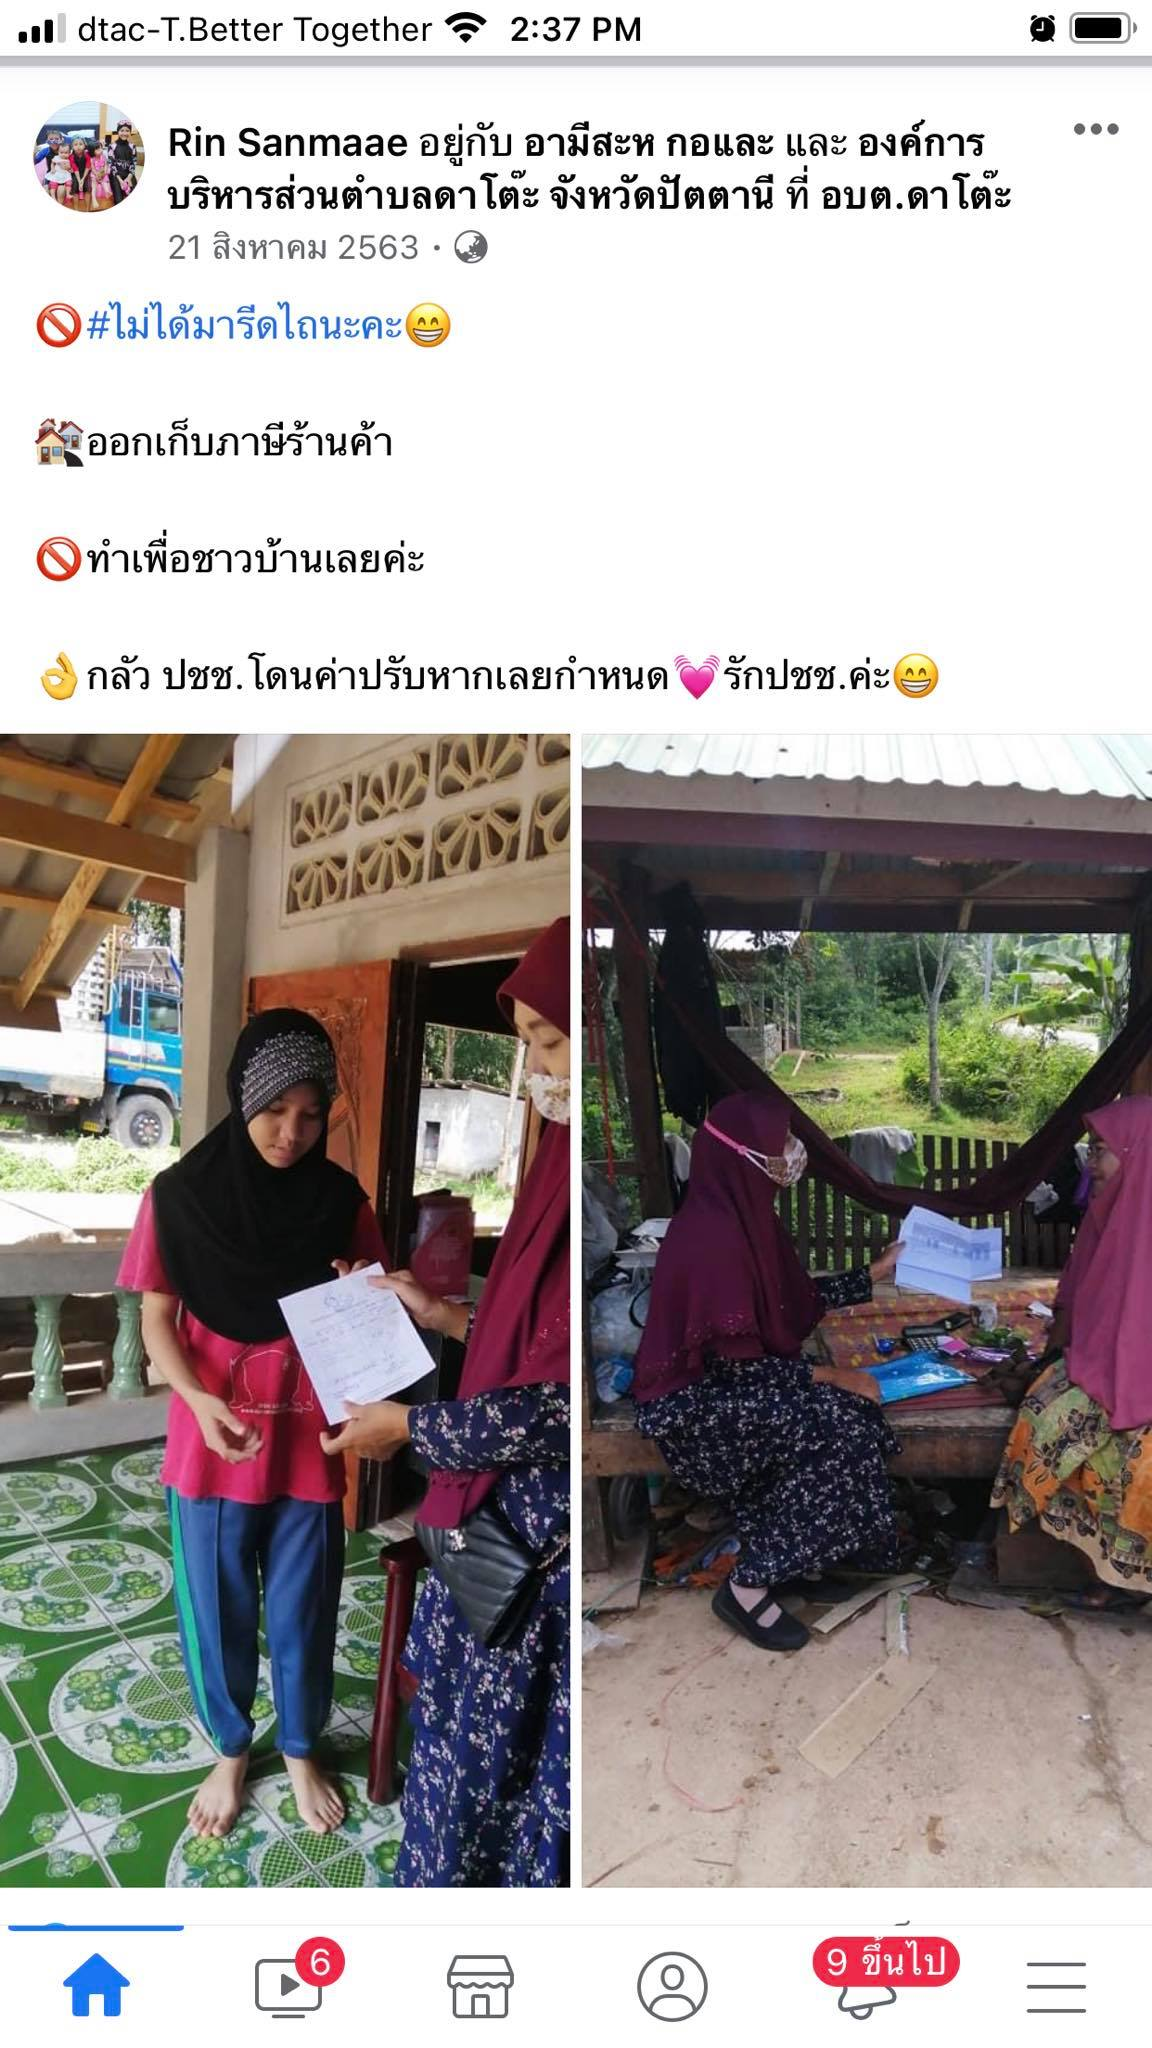 dtac-T.Better Together 2:37 PM
Rin Sanmaae อยู่กับ อามีสะห กอและ และ องค์การ
บริหารส่วนตำบลดาโต๊ะ จังหวัดปัตตานี ที่ อบต.ดาโต๊ะ
21 สิงหาคม 2563 ·
🚫#ไม่ได้มารีดไถนะคะ😁
🏘️ออกเก็บภาษีร้านค้า
🚫ทำเพื่อชาวบ้านเลยค่ะ
👌กลัว ปชช.โดนค่าปรับหากเลยกำหนด💓รักปชช.ค่ะ😁
6
9 ขึ้นไป